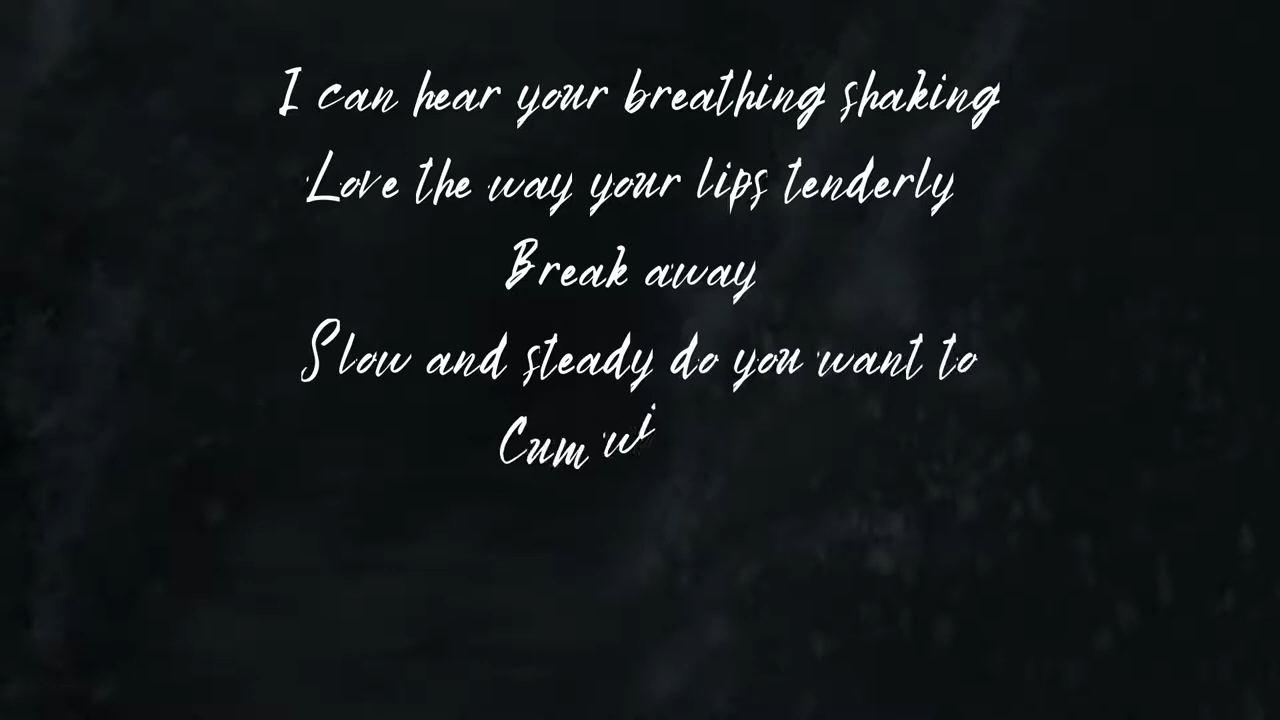 I can hear your breathing shaking
Love the way your lips tenderly
Break away
Slow and steady do you want to
Cum wi